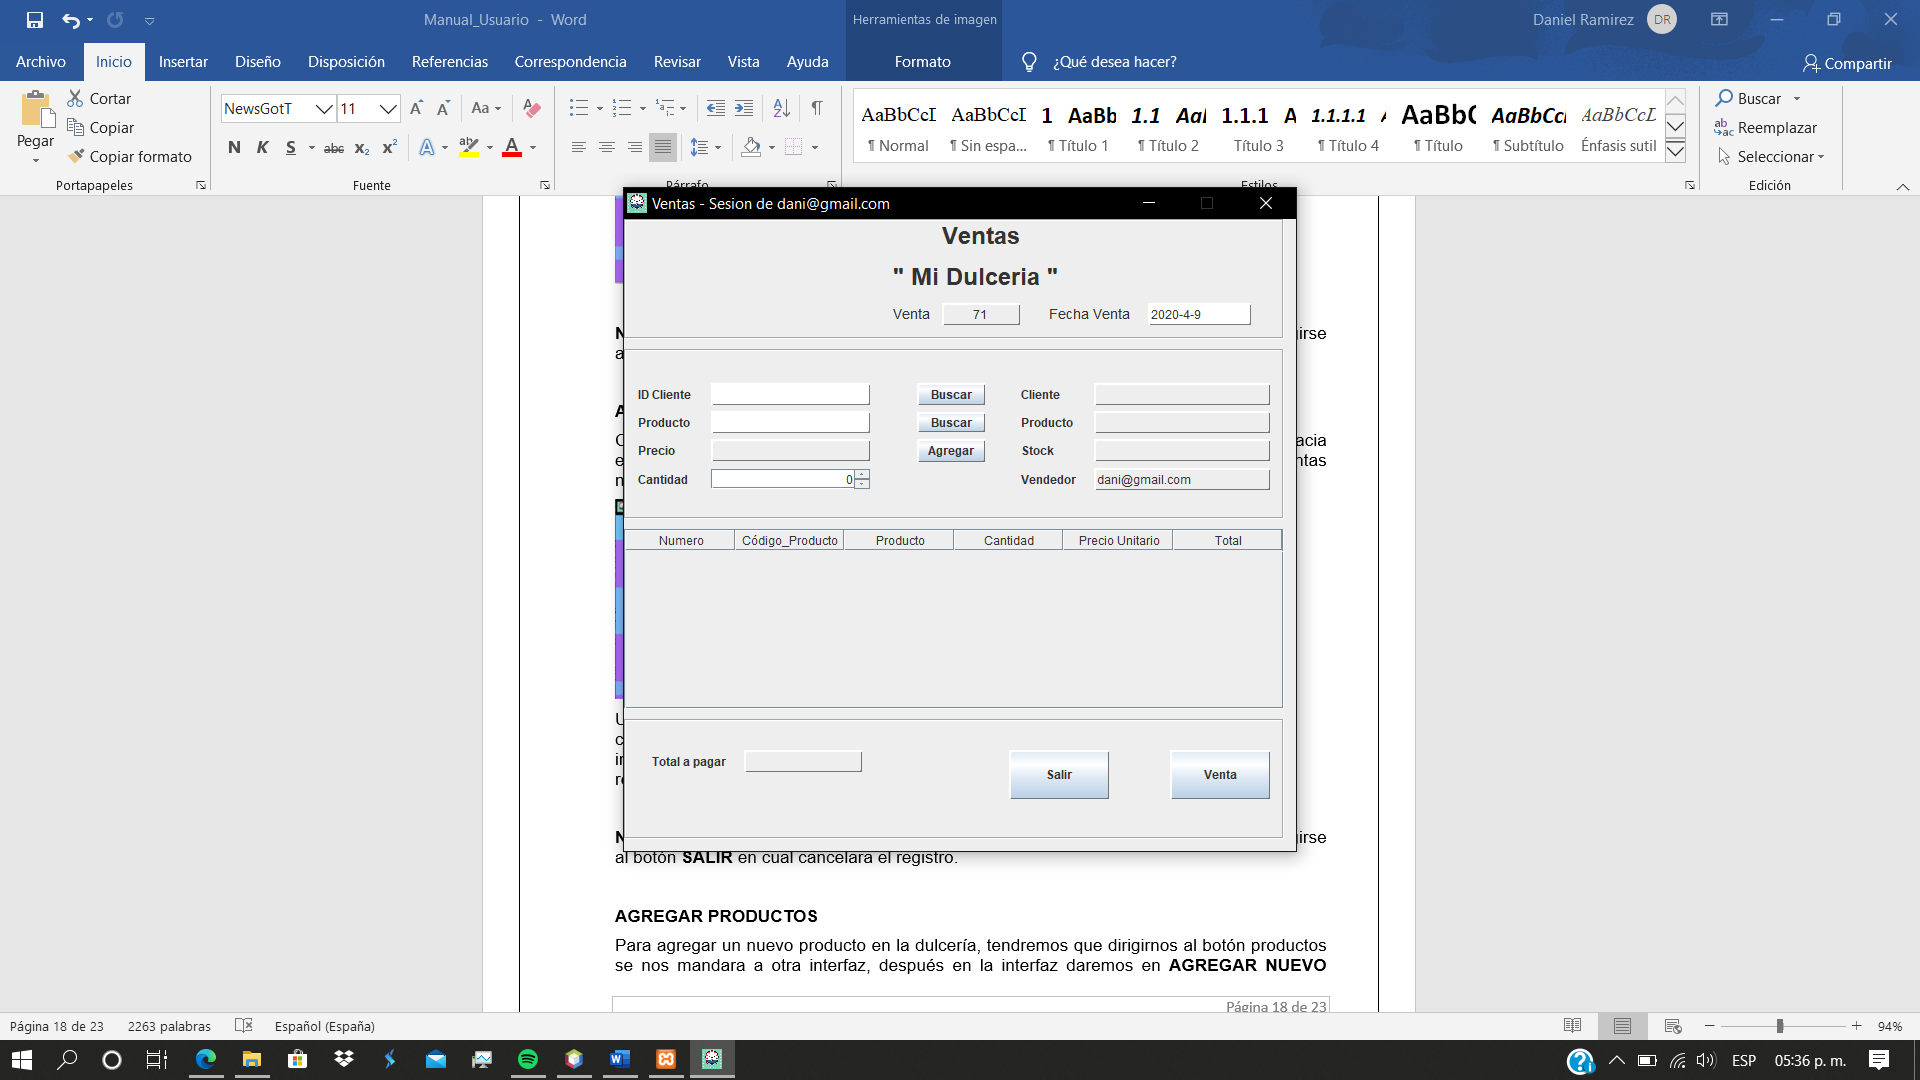 Manual_Usuario - Word
Herramientas de imagen
Daniel Ramirez DR
Archivo Inicio Insertar Diseño Disposición Referencias Correspondencia Revisar Vista Ayuda Formato ¿Qué desea hacer? Compartir
Pegar
Cortar
Copiar
Copiar formato
Portapapeles
NewsGotT 11
N K S abc x₂ x²
Fuente
Párrafo
AaBbCcI AaBbCcI 1 AaBb 1.1 Aal 1.1.1 A 1.1.1.1 AaBbC AaBbCc AaBbCcL
¶ Normal ¶ Sin espa... ¶ Título 1 ¶ Título 2 Título 3 ¶ Título 4 ¶ Título ¶ Subtítulo Énfasis sutil
Estilos
Buscar
Reemplazar
Seleccionar
Edición
Ventas - Sesion de dani@gmail.com
Ventas
" Mi Dulceria "
Venta 71 Fecha Venta 2020-4-9
ID Cliente Buscar Cliente
Producto Buscar Producto
Precio Agregar Stock
Cantidad 0 Vendedor dani@gmail.com
Numero Código_Producto Producto Cantidad Precio Unitario Total
Total a pagar Salir Venta
al botón SALIR en cual cancelara el registro.
AGREGAR PRODUCTOS
Para agregar un nuevo producto en la dulcería, tendremos que dirigirnos al botón productos
se nos mandara a otra interfaz, después en la interfaz daremos en AGREGAR NUEVO
Página 18 de 23
Página 18 de 23 2263 palabras Español (España) 94%
ESP 05:36 p. m.